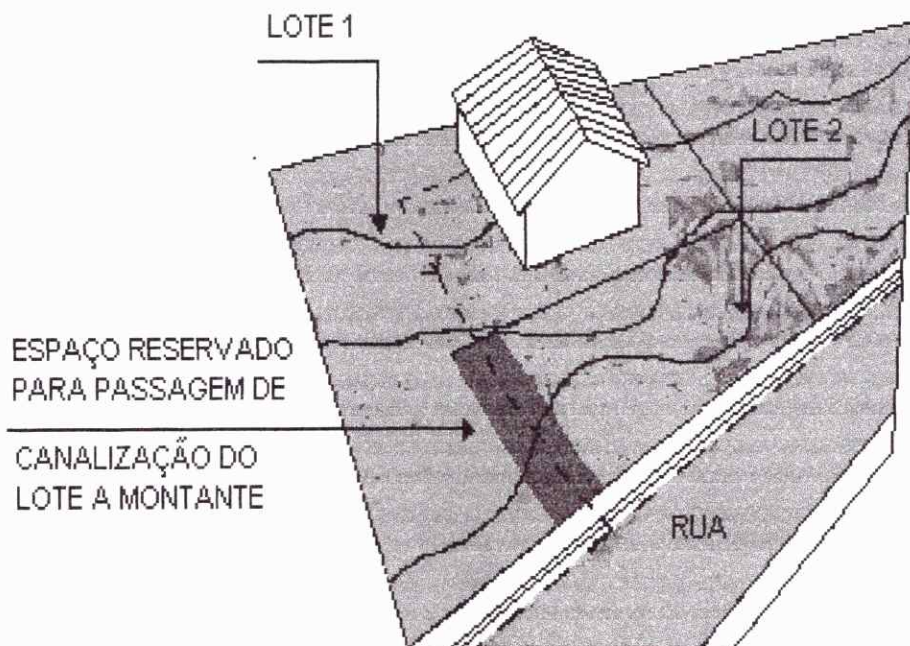 LOTE 1
LOTE 2
ESPAÇO RESERVADO
PARA PASSAGEM DE
CANALIZAÇÃO DO
LOTE A MONTANTE
RUA